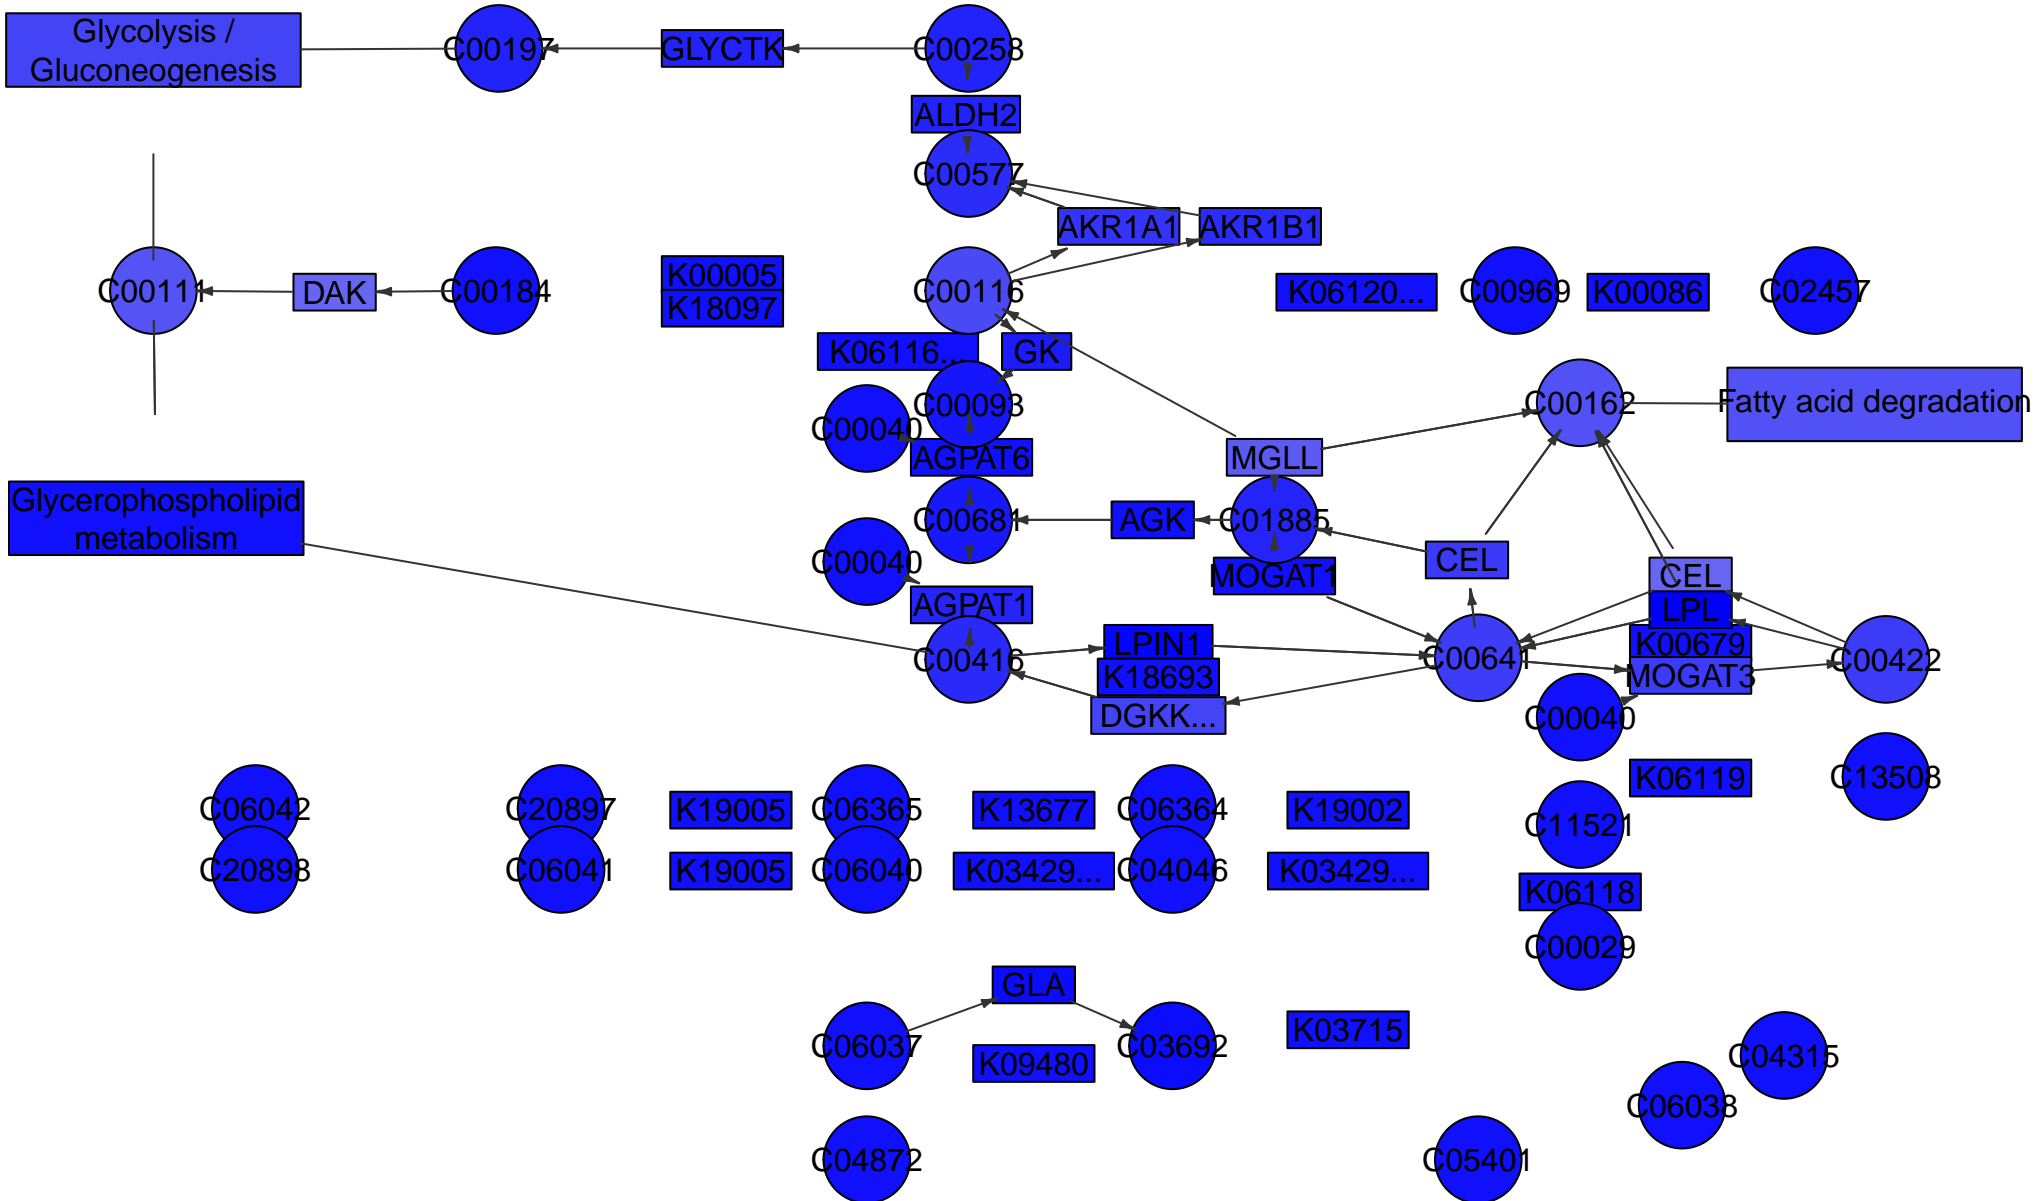 Glycolysis /
Gluconeogenesis
C00197
GLYCTK
C00258
ALDH2
C00577
AKR1A1
AKR1B1
C00111
DAK
C00184
K00005
K18097
C00116
K06120...
C00969
K00086
C02457
K06116...
GK
C00093
C00040
AGPAT6
C00162
Fatty acid degradation
MGLL
Glycerophospholipid
metabolism
C00681
AGK
C01885
C00040
MOGAT1
CEL
CEL
AGPAT1
LPL
C00416
LPIN1
K18693
DGKK...
C00641
K00679
MOGAT3
C00422
C00040
C06042
C20897
K19005
C06365
K13677
C06364
K19002
K06119
C13508
C11521
C20898
C06041
K19005
C06040
K03429...
C04046
K03429...
K06118
C00029
GLA
C06037
K09480
C03692
K03715
C04315
C06038
C04872
C05401